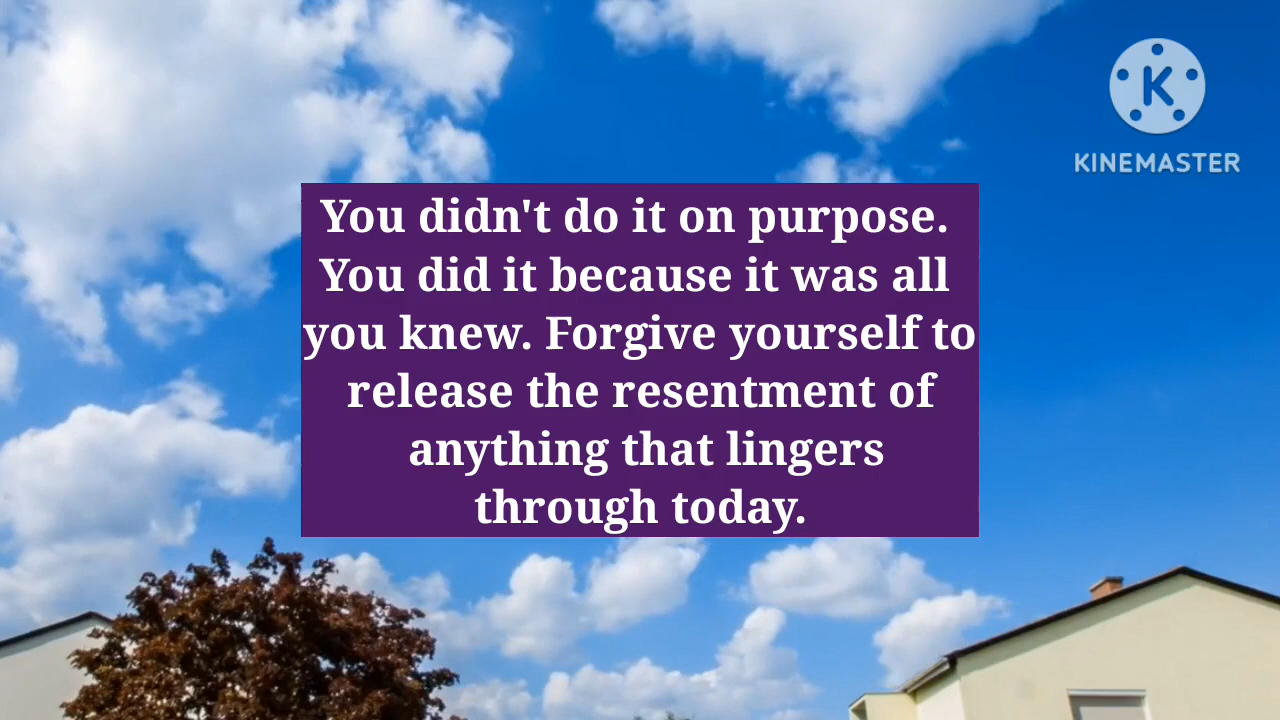 KINEMASTER
You didn't do it on purpose.
You did it because it was all
you knew. Forgive yourself to
release the resentment of
anything that lingers
through today.